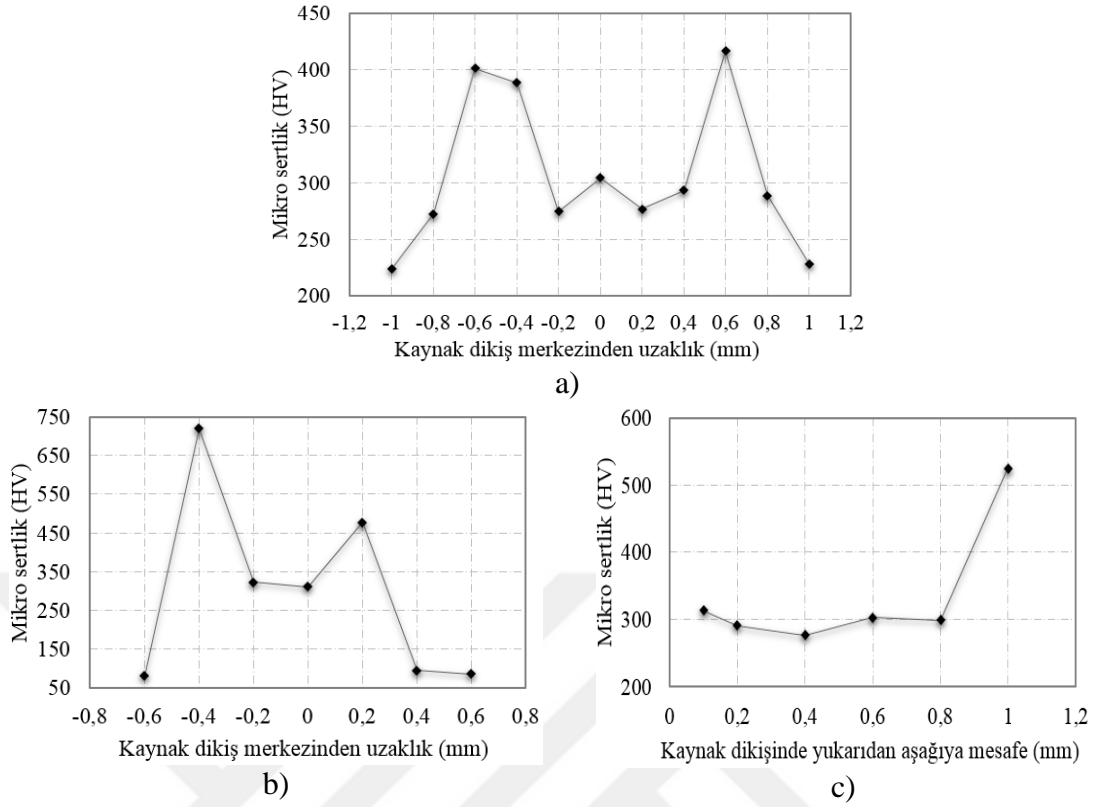 450
400
350
300
250
200
Mikro sertlik (HV)
-1,2 -1 -0,8 -0,6 -0,4 -0,2 0 0,2 0,4 0,6 0,8 1 1,2
Kaynak dikiş merkezinden uzaklık (mm)
a)
750
650
550
450
350
250
150
50
Mikro sertlik (HV)
-0,8 -0,6 -0,4 -0,2 0 0,2 0,4 0,6 0,8
Kaynak dikiş merkezinden uzaklık (mm)
b)
600
500
400
300
200
Mikro sertlik (HV)
0 0,2 0,4 0,6 0,8 1 1,2
Kaynak dikişinde yukarıdan aşağıya mesafe (mm)
c)